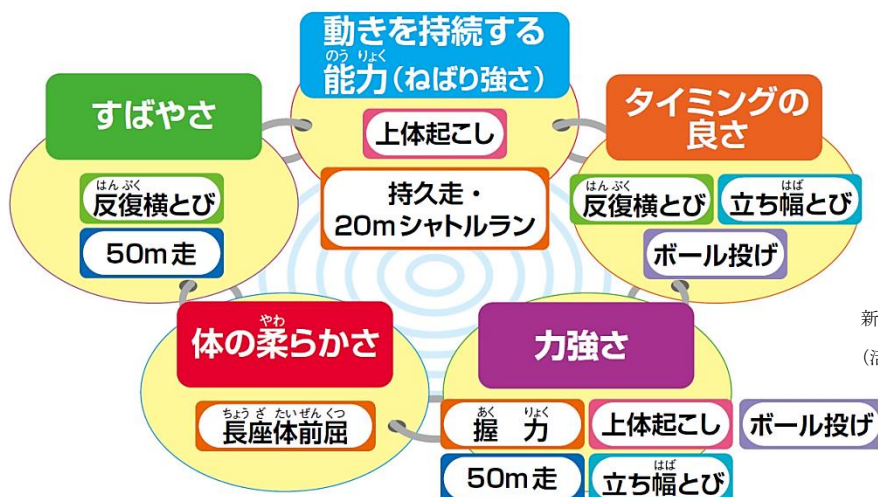 動きを持続する
のうりょく
能力(ねばり強さ)
上体起こし
持久走・
20mシャトルラン
すばやさ
はんぷく
反復横とび
50m走
タイミングの
良さ
はんぷく
反復横とび
はば
立ち幅とび
ボール投げ
やわ
体の柔らかさ
ちょうざたいぜんくつ
長座体前屈
力強さ
あくりょく
握力
上体起こし
ボール投げ
50m走
はば
立ち幅とび
新